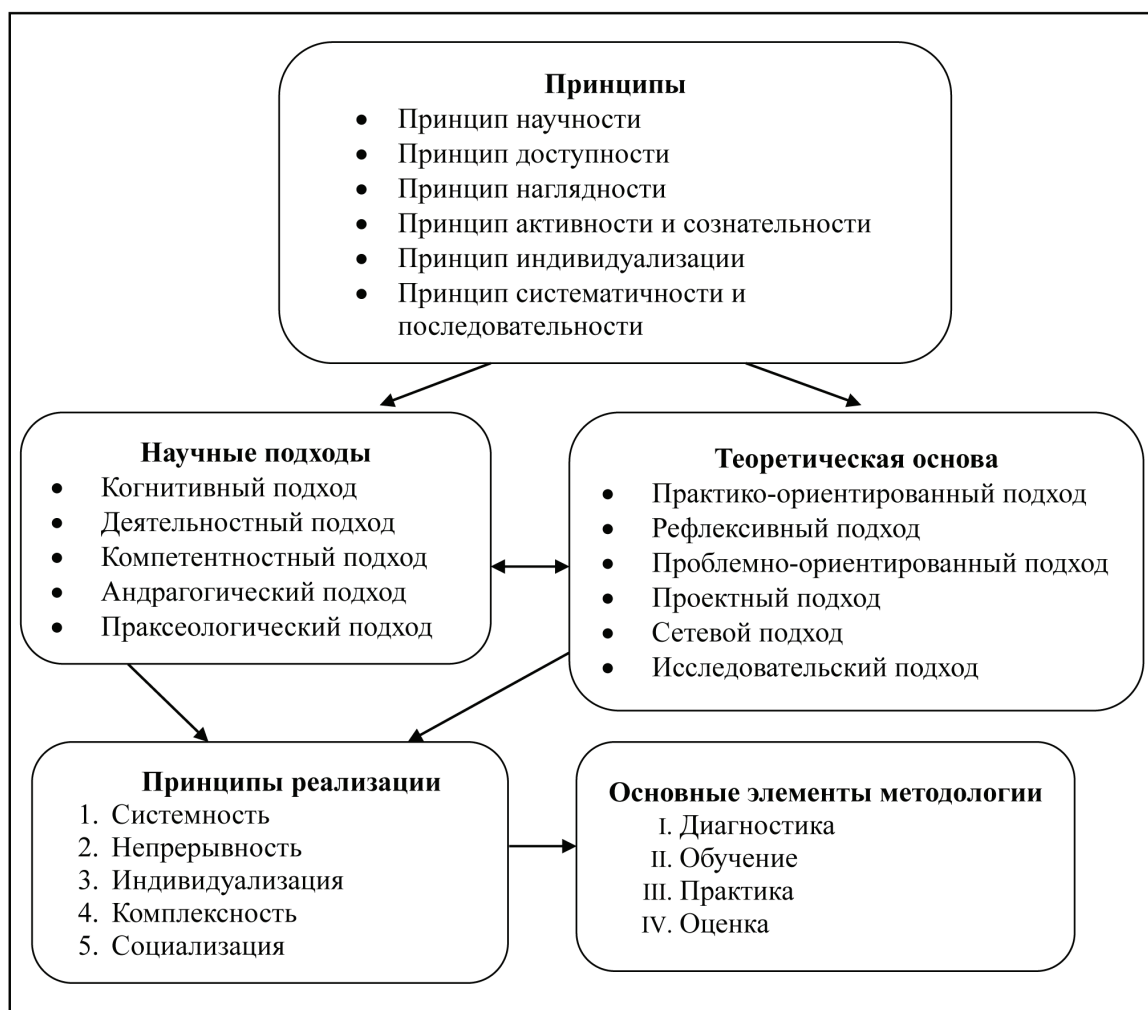 Принципы
• Принцип научности
• Принцип доступности
• Принцип наглядности
• Принцип активности и сознательности
• Принцип индивидуализации
• Принцип систематичности и
последовательности
Научные подходы
• Когнитивный подход
• Деятельностный подход
• Компетентностный подход
• Андрагогический подход
• Праксеологический подход
Теоретическая основа
• Практико-ориентированный подход
• Рефлексивный подход
• Проблемно-ориентированный подход
• Проектный подход
• Сетевой подход
• Исследовательский подход
Принципы реализации
1. Системность
2. Непрерывность
3. Индивидуализация
4. Комплексность
5. Социализация
Основные элементы методологии
I. Диагностика
II. Обучение
III. Практика
IV. Оценка